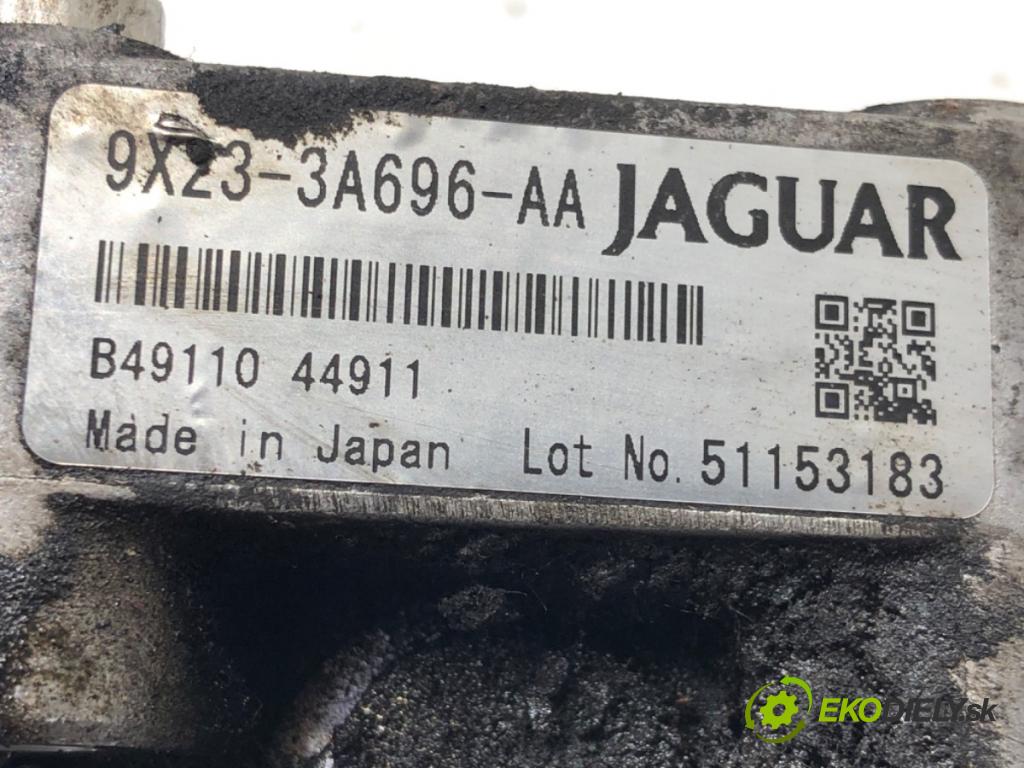 9X23-3A696-AA JAGUAR
B49110 44911
Made in Japan Lot No. 51153183
EKODIELY.sk